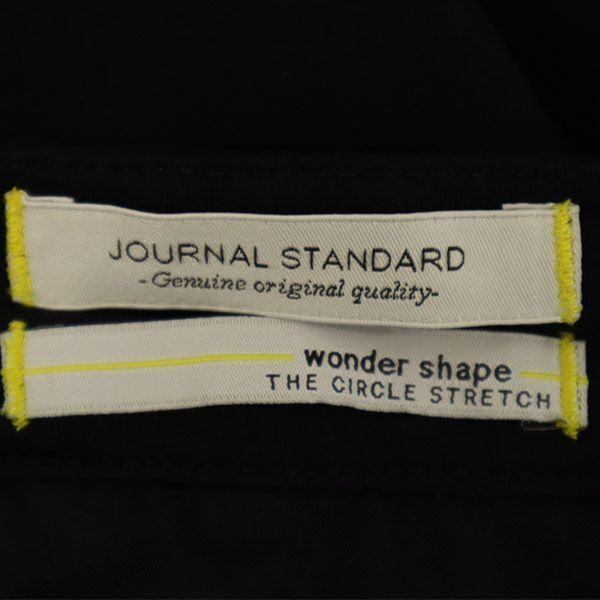 JOURNAL STANDARD
-Genuine original quality-
wonder shape
THE CIRCLE STRETCH